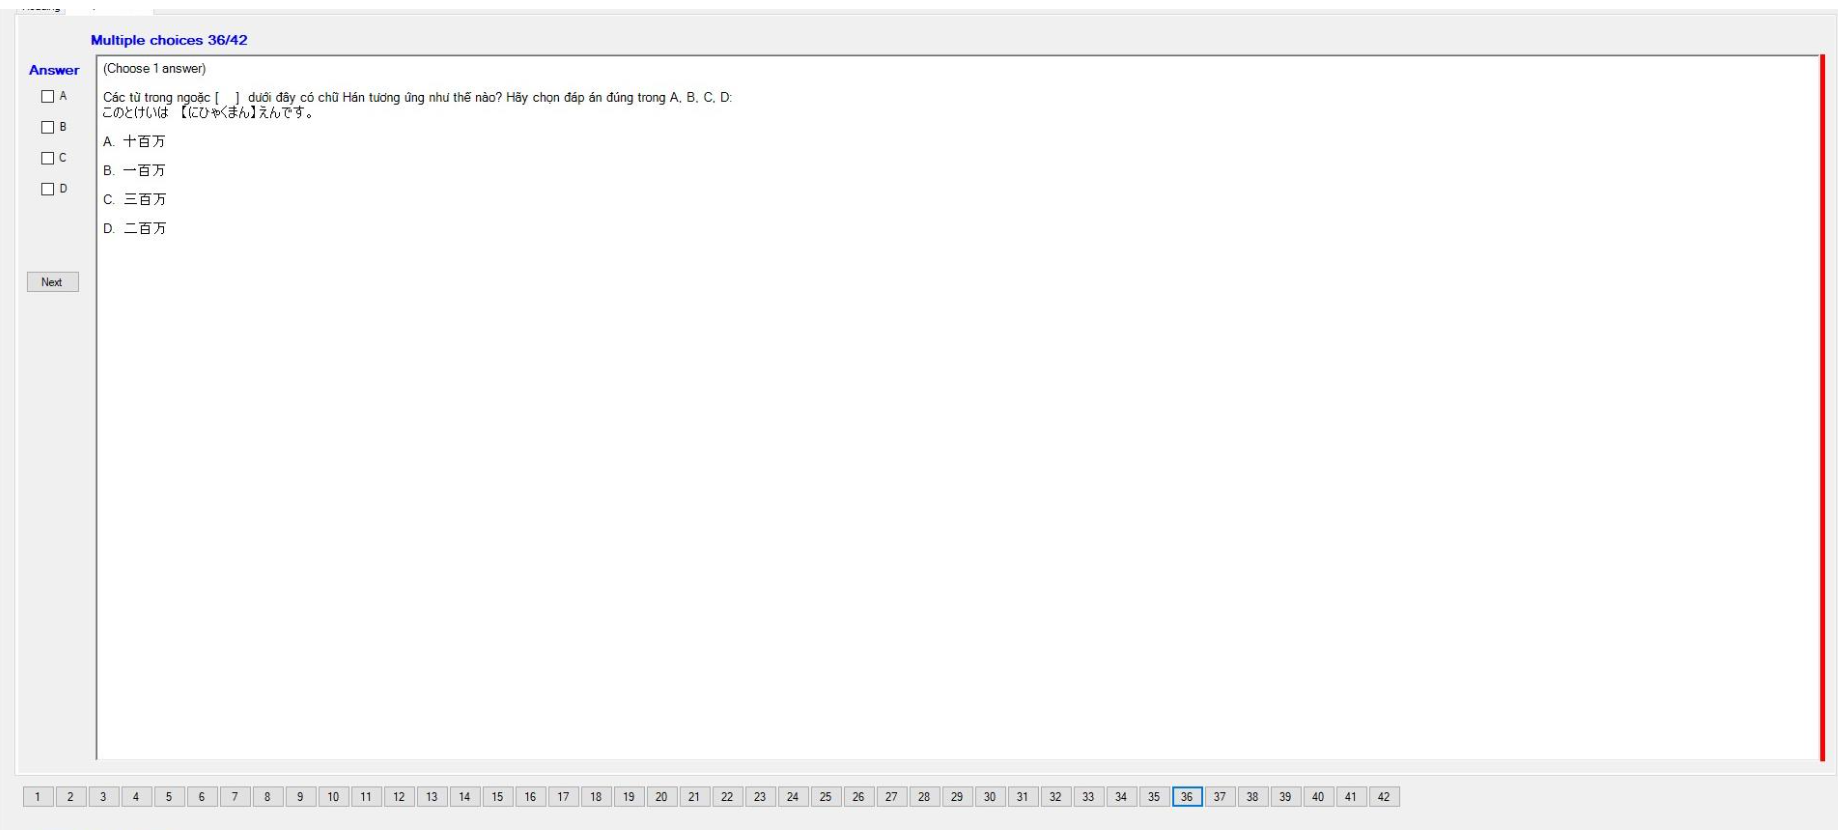 Multiple choices 36/42
Answer
A
B
C
D
Next
(Choose 1 answer)
Các từ trong ngoặc [ ] dưới đây có chữ Hán tương ứng như thế nào? Hãy chọn đáp án đúng trong A, B, C, D:
このとけいは 【にひゃくまん】えんです。
A. 十百万
B. 一百万
C. 三百万
D. 二百万
1 2 3 4 5 6 7 8 9 10 11 12 13 14 15 16 17 18 19 20 21 22 23 24 25 26 27 28 29 30 31 32 33 34 35 36 37 38 39 40 41 42